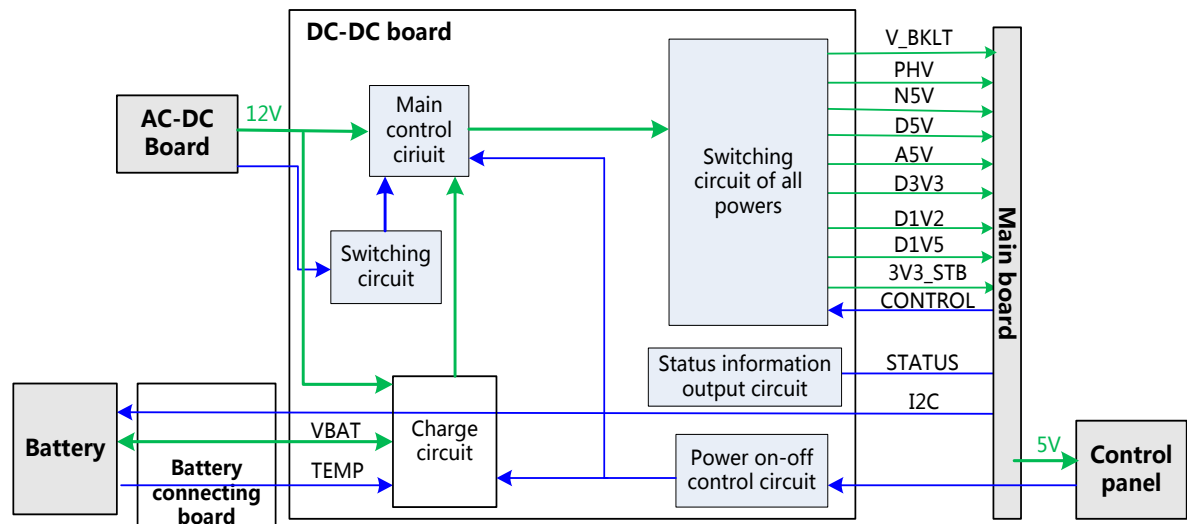 DC-DC board
V_BKLT
PHV
N5V
D5V
A5V
D3V3
D1V2
D1V5
3V3_STB
CONTROL
STATUS
I2C
12V
AC-DC
Board
Main
control
ciriuit
Switching
circuit of all
powers
Switching
circuit
Main board
Status information
output circuit
Battery
VBAT
TEMP
Charge
circuit
Battery
connecting
board
Power on-off
control circuit
5V
Control
panel